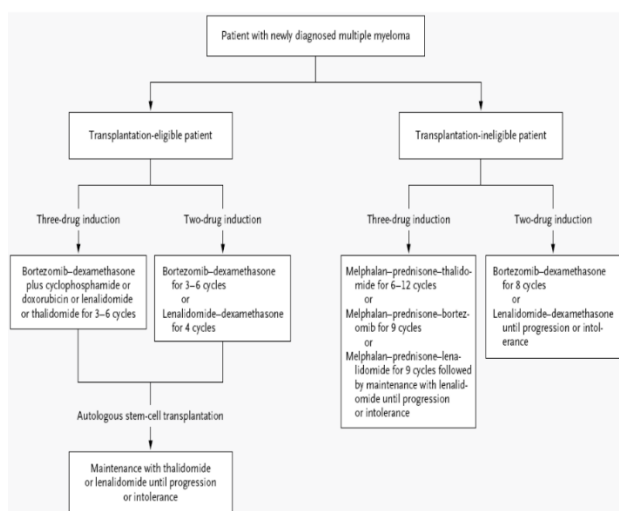 Patient with newly diagnosed multiple myeloma
Transplantation-eligible patient
Transplantation-ineligible patient
Three-drug induction
Two-drug induction
Three-drug induction
Two-drug induction
Bortezomib–dexamethasone
plus cyclophosphamide or
doxorubicin or lenalidomide
or thalidomide for 3–6 cycles
Bortezomib–dexamethasone
for 3–6 cycles
or
Lenalidomide–dexamethasone
for 4 cycles
Melphalan–prednisone–thalid-
omide for 6–12 cycles
or
Melphalan–prednisone–bortez-
omib for 9 cycles
or
Melphalan–prednisone–lena-
lidomide for 9 cycles followed
by maintenance with lenalid-
omide until progression
or intolerance
Bortezomib–dexamethasone
for 8 cycles
or
Lenalidomide–dexamethasone
until progression or intol-
erance
Autologous stem-cell transplantation
Maintenance with thalidomide
or lenalidomide until progression
or intolerance